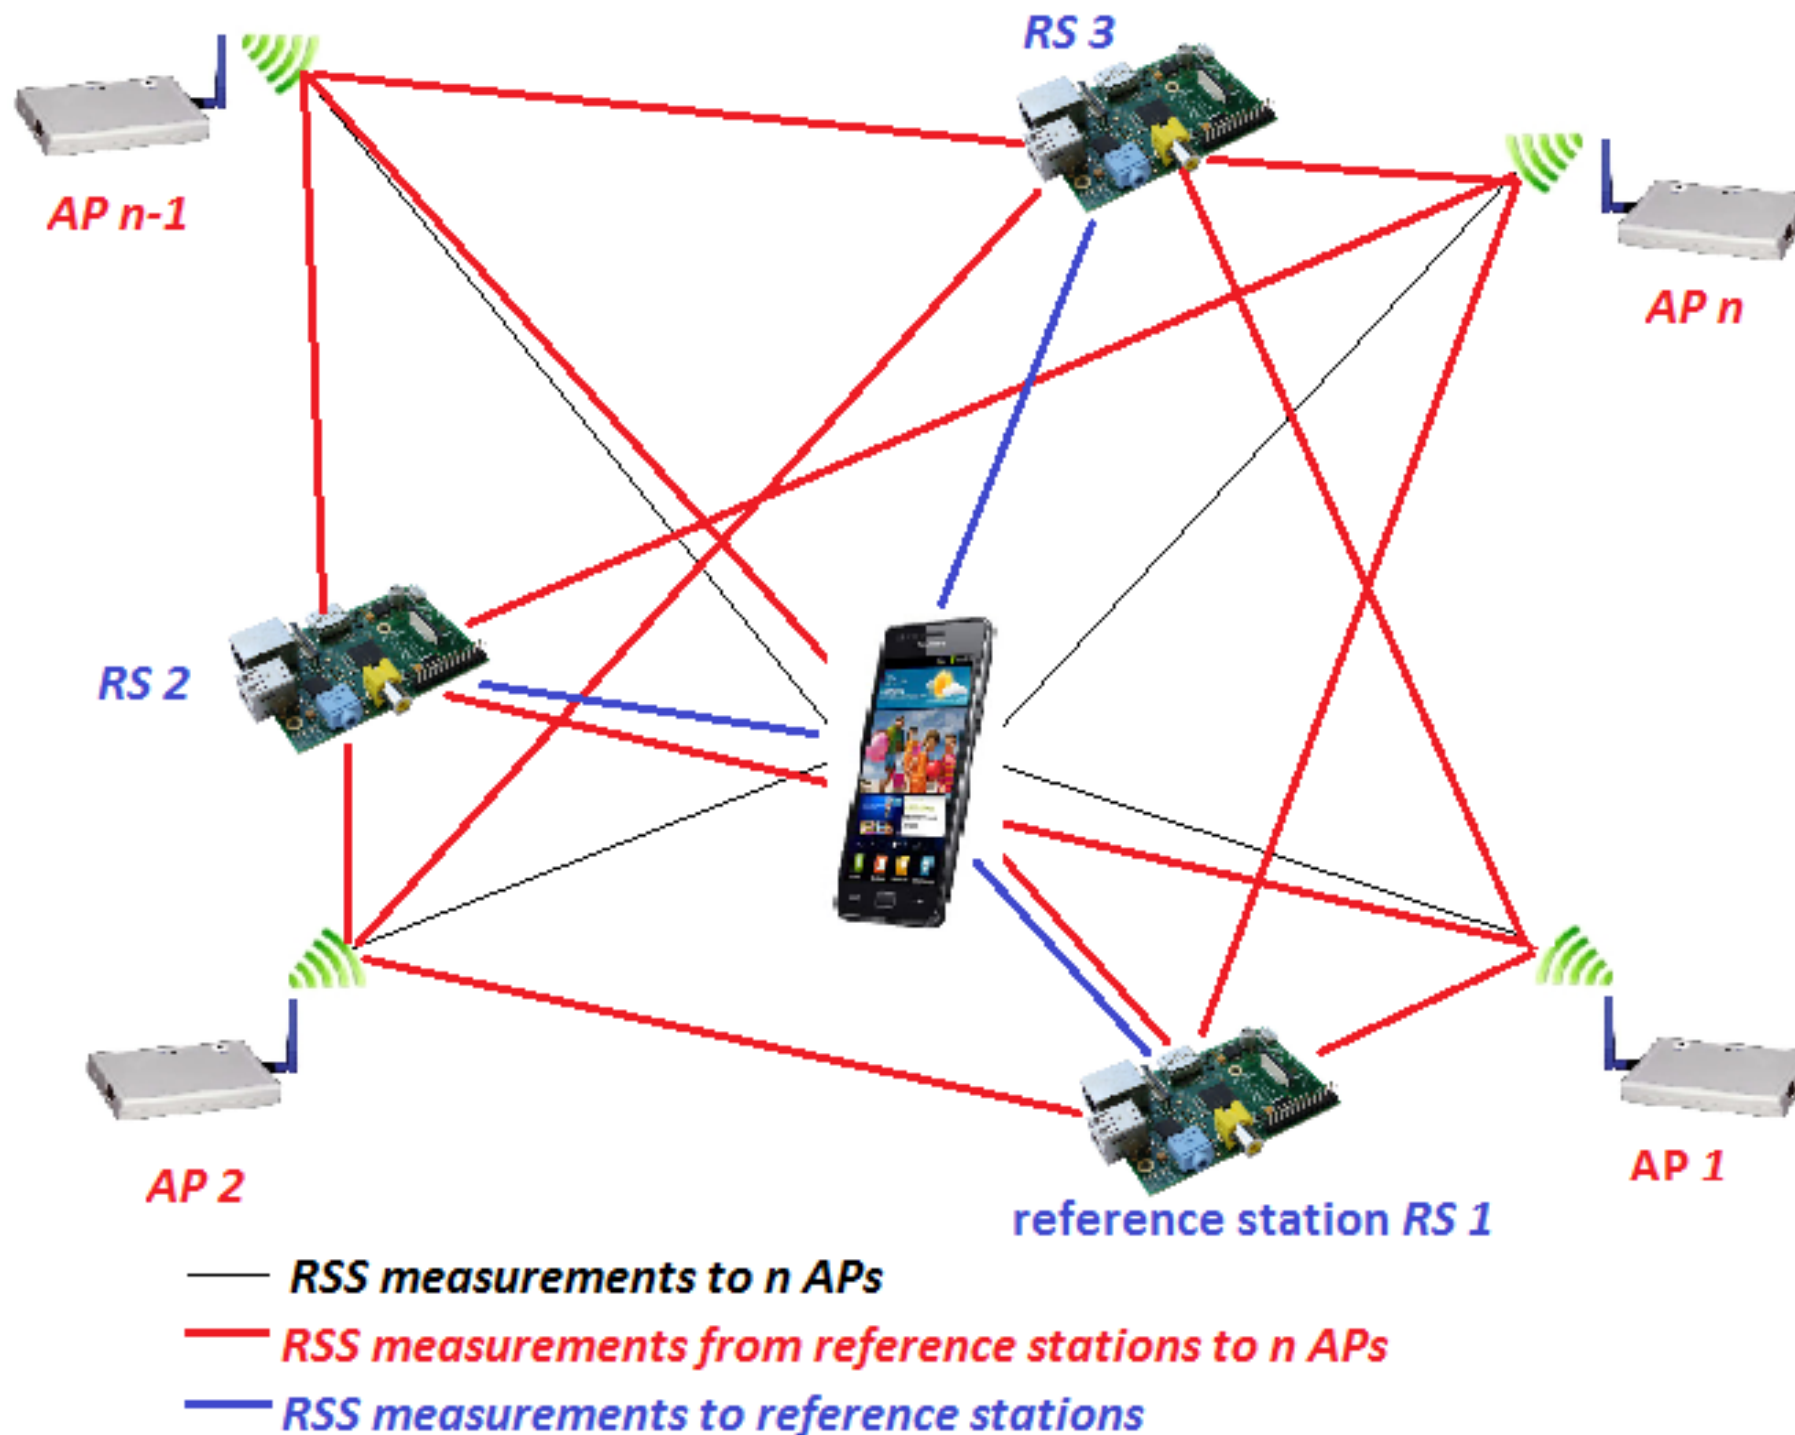 RS 3
AP n-1
AP n
RS 2
AP 2
AP 1
reference station RS 1
RSS measurements to n APs
RSS measurements from reference stations to n APs
RSS measurements to reference stations